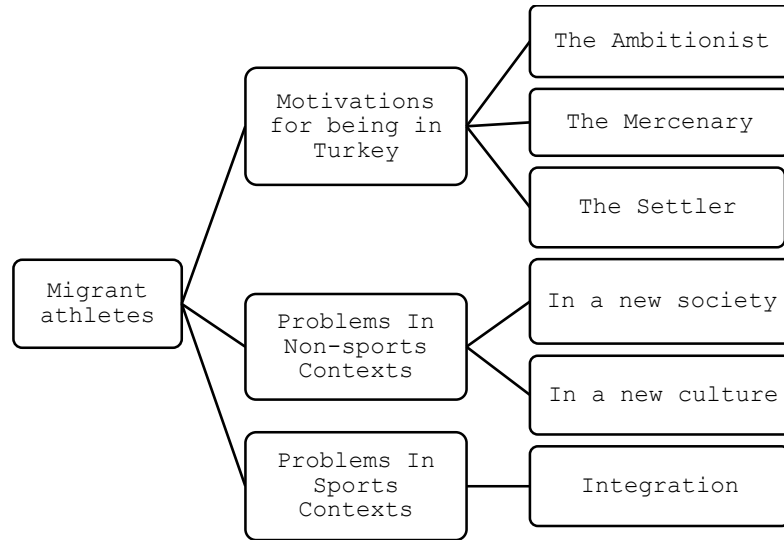 Migrant
athletes
Motivations
for being in
Turkey
The Ambitionist
The Mercenary
The Settler
Problems In
Non-sports
Contexts
In a new society
In a new culture
Problems In
Sports
Contexts
Integration